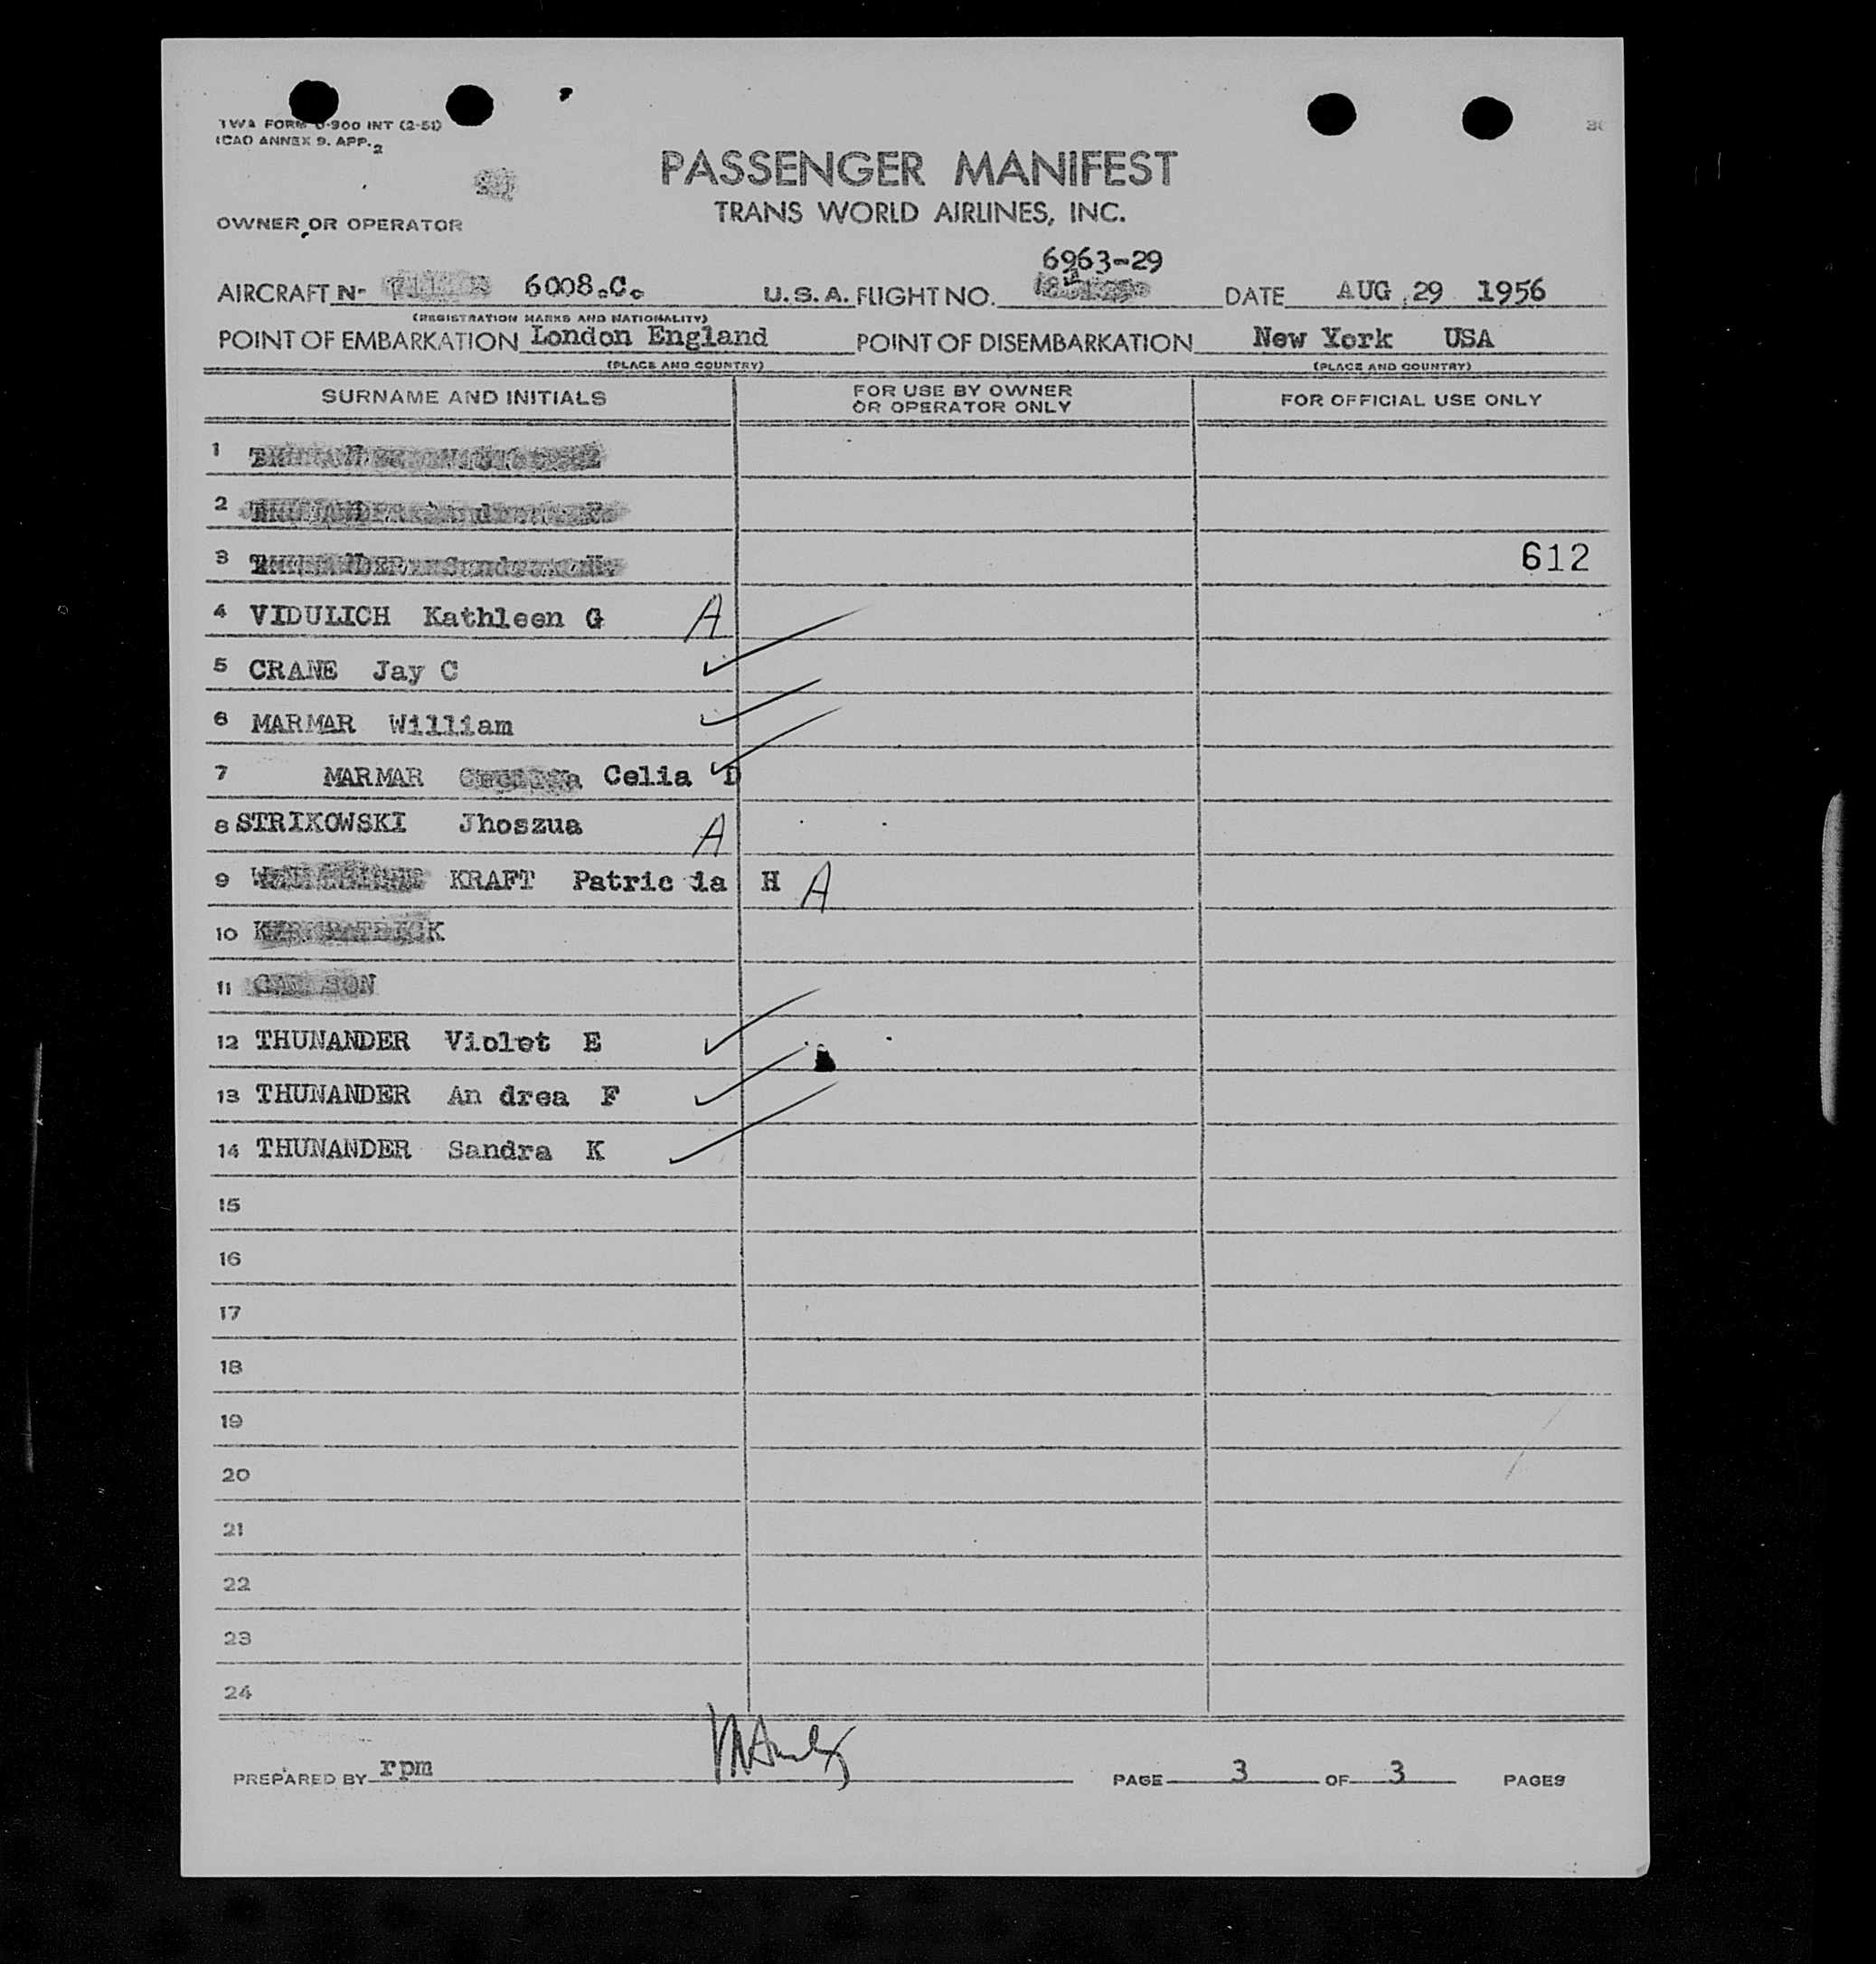 TWA FORM O-900 INT (2-51)
ICAO ANNEX 9. APP. 2
PASSENGER MANIFEST
TRANS WORLD AIRLINES, INC.
OWNER OR OPERATOR
6963-29
AIRCRAFT N- 6008.C. U.S.A. FLIGHT NO. DATE AUG 29 1956
(REGISTRATION MARKS AND NATIONALITY)
POINT OF EMBARKATION London England POINT OF DISEMBARKATION New York USA
(PLACE AND COUNTRY) (PLACE AND COUNTRY)
SURNAME AND INITIALS FOR USE BY OWNER OR OPERATOR ONLY FOR OFFICIAL USE ONLY
1
2
3 612
4 VIDULICH Kathleen G A
5 CRANE Jay C
6 MARMAR William
7 MARMAR Celia D
8 STRIKOWSKI Jhoszua A
9 KRAFT Patric ia H A
10
11
12 THUNANDER Violet E
13 THUNANDER An drea F
14 THUNANDER Sandra K
15
16
17
18
19
20
21
22
23
24
PREPARED BY rpm PAGE 3 OF 3 PAGES